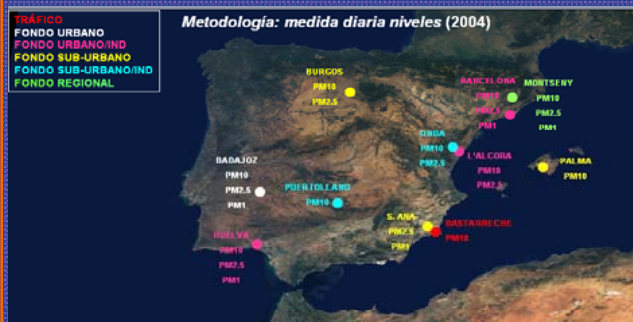 TRÁFICO
FONDO URBANO
FONDO URBANO/IND
FONDO SUB-URBANO
FONDO SUB-URBANO/IND
FONDO REGIONAL
Metodología: medida diaria niveles (2004)
BURGOS
PM10
PM2.5
BARCELONA
PM10
PM2.5
PM1
MONTSENY
PM10
PM2.5
PM1
ONDA
PM10
PM2.5
L'ALCORA
PM10
PM2.5
PALMA
PM10
BADAJOZ
PM10
PM2.5
PM1
PUERTOLLANO
PM10
S. ANA
PM2.5
PM1
BASTARRECHE
PM10
HUELVA
PM10
PM2.5
PM1